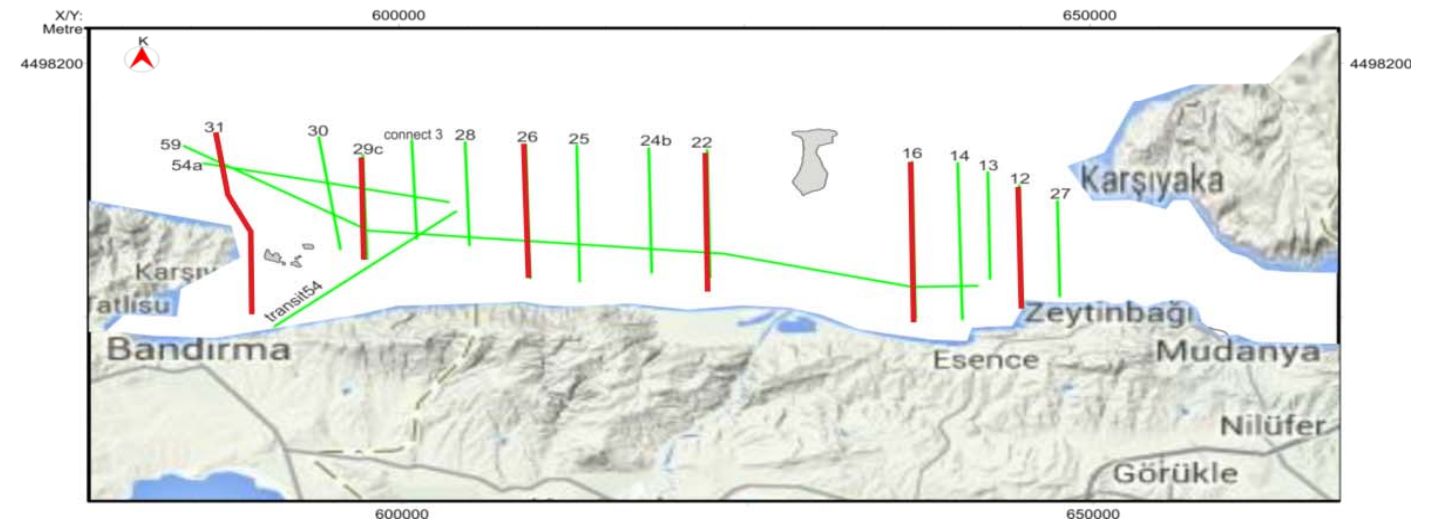 X/Y:
Metre
600000
650000
K
4498200
4498200
31
30
connect 3
28
26
25
24b
22
59
54a
29c
16
14
13
12
27
Karşıyaka
Karşıy
Tatlısu
transit54
Zeytinbağı
Bandırma
Esence
Mudanya
Nilüfer
Görükle
600000
650000